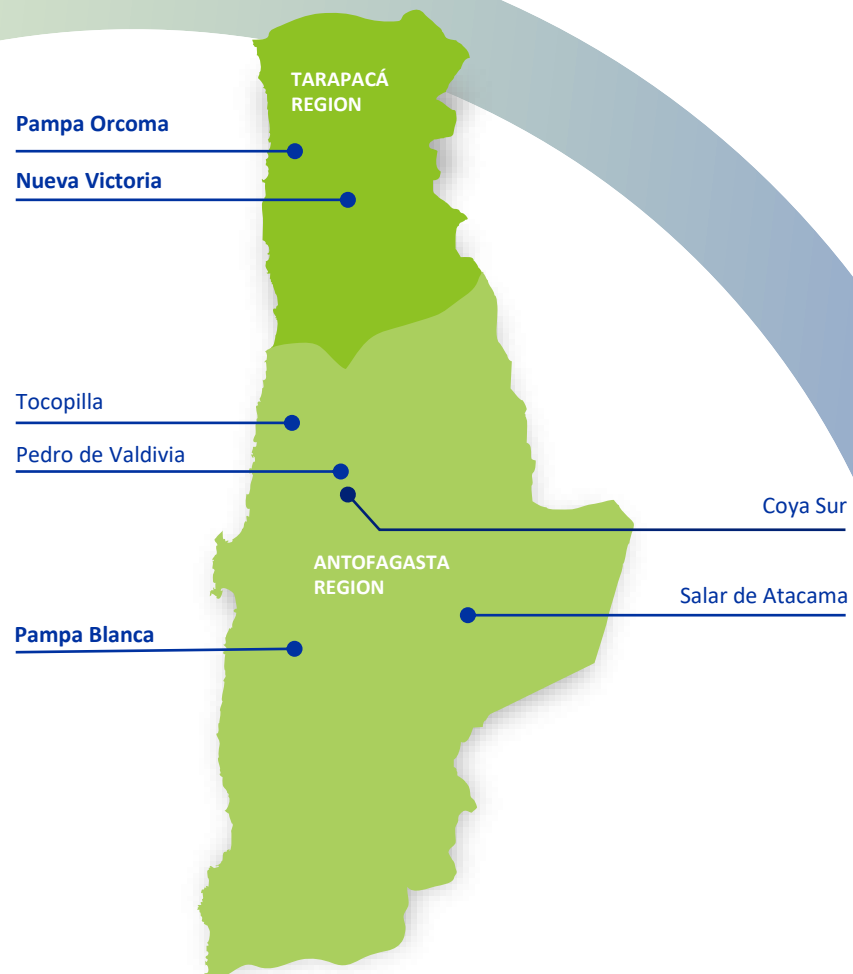 TARAPACÁ
REGION
Pampa Orcoma
Nueva Victoria
Tocopilla
Pedro de Valdivia
Coya Sur
ANTOFAGASTA
REGION
Salar de Atacama
Pampa Blanca